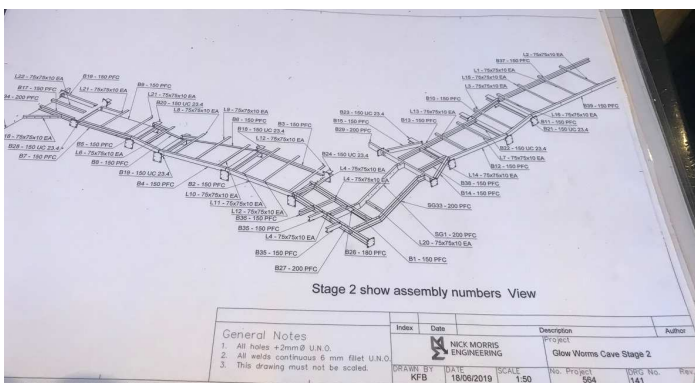 L2 - 75x75x10 EA
B37 - 150 PFC
L1 - 75x75x10 EA
L18 - 75x75x10 EA
L3 - 75x75x10 EA
B10 - 150 PFC
L13 - 75x75x10 EA
B13 - 150 PFC
B23 - 150 UC 23.4
B15 - 150 PFC
B29 - 200 PFC
B39 - 150 PFC
L16 - 75x75x10 EA
B11 - 150 PFC
B21 - 150 UC 23.4
B22 - 150 UC 23.4
L7 - 75x75x10 EA
B12 - 150 PFC
L14 - 75x75x10 EA
B38 - 150 PFC
B14 - 150 PFC
SG33 - 200 PFC
SG1 - 200 PFC
L20 - 75x75x10 EA
B1 - 150 PFC
B26 - 180 PFC
B27 - 200 PFC
B35 - 150 PFC
L4 - 75x75x10 EA
B35 - 150 PFC
B36 - 150 PFC
L12 - 75x75x10 EA
L11 - 75x75x10 EA
L10 - 75x75x10 EA
B2 - 150 PFC
B4 - 150 PFC
B19 - 150 UC 23.4
B5 - 150 PFC
L6 - 75x75x10 EA
B5 - 150 PFC
B7 - 150 PFC
B28 - 150 UC 23.4
75x75x10 EA
200 PFC
B17 - 150 PFC
L22 - 75x75x10 EA
B16 - 150 PFC
L21 - 75x75x10 EA
B8 - 150 PFC
L21 - 75x75x10 EA
B20 - 150 UC 23.4
L8 - 75x75x10 EA
L9 - 75x75x10 EA
B6 - 150 PFC
B18 - 150 UC 23.4
L12 - 75x75x10 EA
B3 - 150 PFC
B24 - 150 UC 23.4
L4 - 75x75x10 EA
L4 - 75x75x10 EA
Stage 2 show assembly numbers View
General Notes
1. All holes +2mmØ U.N.O.
2. All welds continuous 6 mm fillet U.N.O.
3. This drawing must not be scaled.
Index Date Description Author
NICK MORRIS
ENGINEERING
Project
Glow Worms Cave Stage 2
DRAWN BY
KFB
DATE
18/06/2019
SCALE
1:50
No. Project
564
DRG No.
141
Rev.